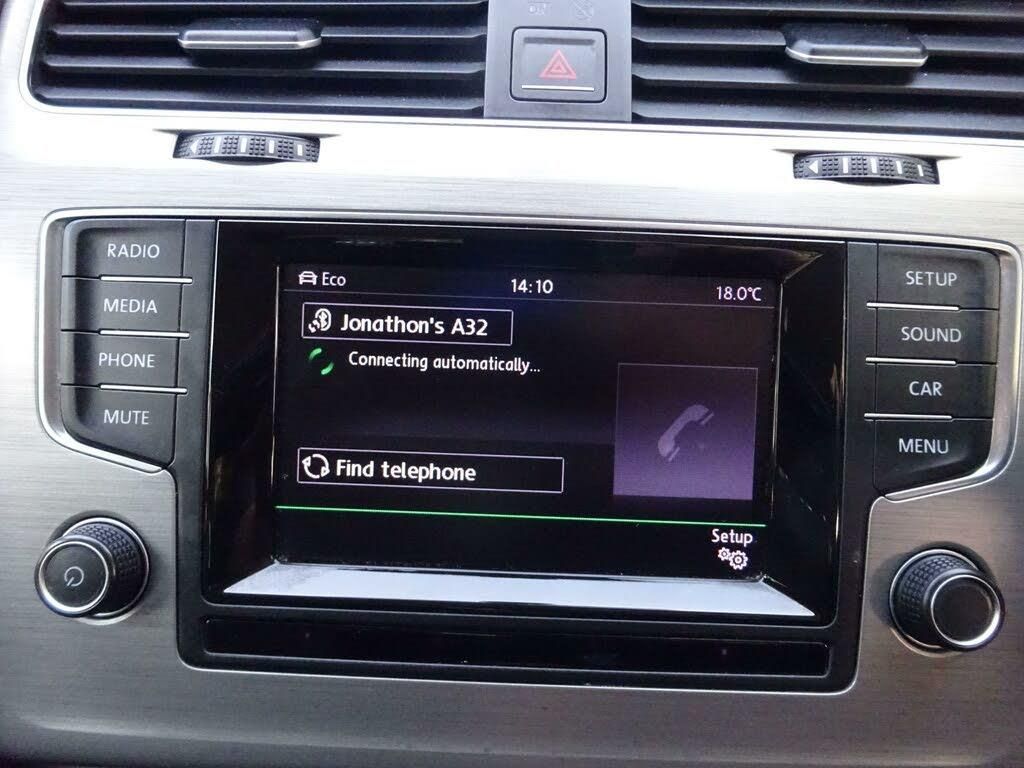 RADIO
MEDIA
PHONE
MUTE
Eco
14:10
18.0°C
Jonathon's A32
Connecting automatically...
Find telephone
Setup
SETUP
SOUND
CAR
MENU